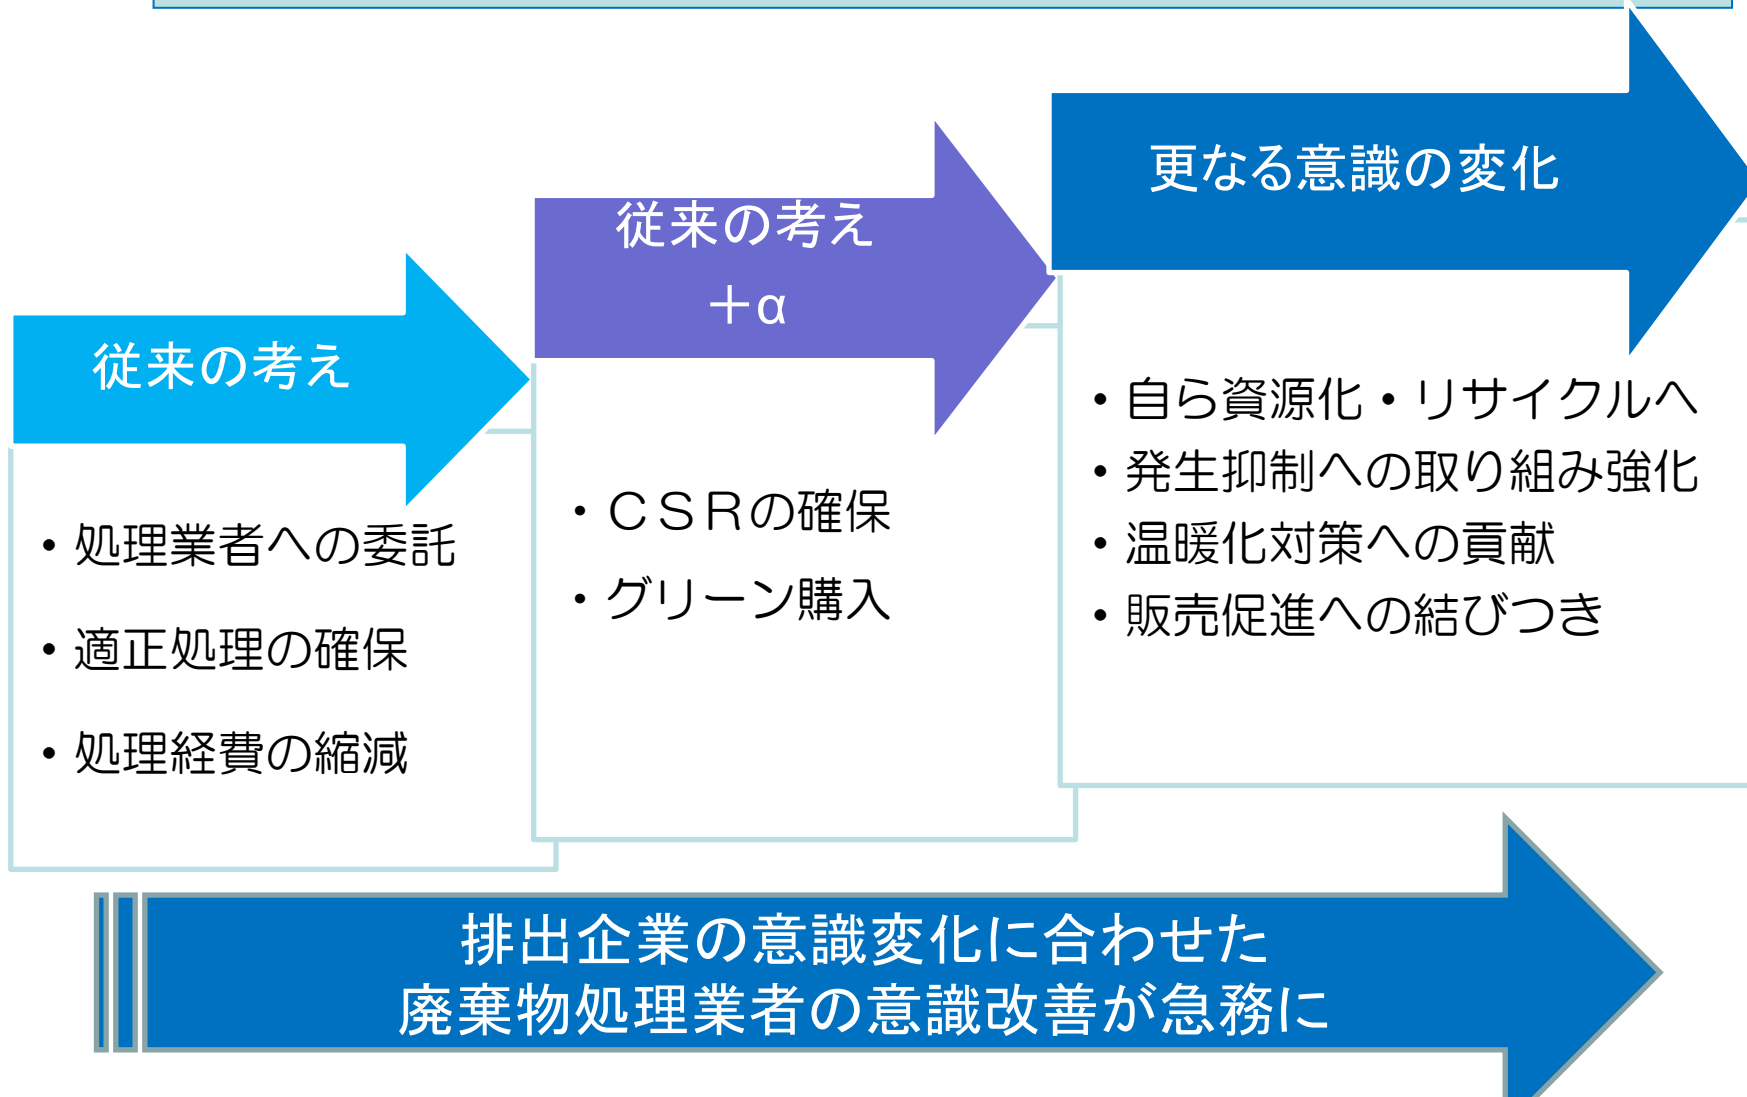 従来の考え
・処理業者への委託
・適正処理の確保
・処理経費の縮減
従来の考え
＋α
・ＣＳＲの確保
・グリーン購入
更なる意識の変化
・自ら資源化・リサイクルへ
・発生抑制への取り組み強化
・温暖化対策への貢献
・販売促進への結びつき
排出企業の意識変化に合わせた
廃棄物処理業者の意識改善が急務に